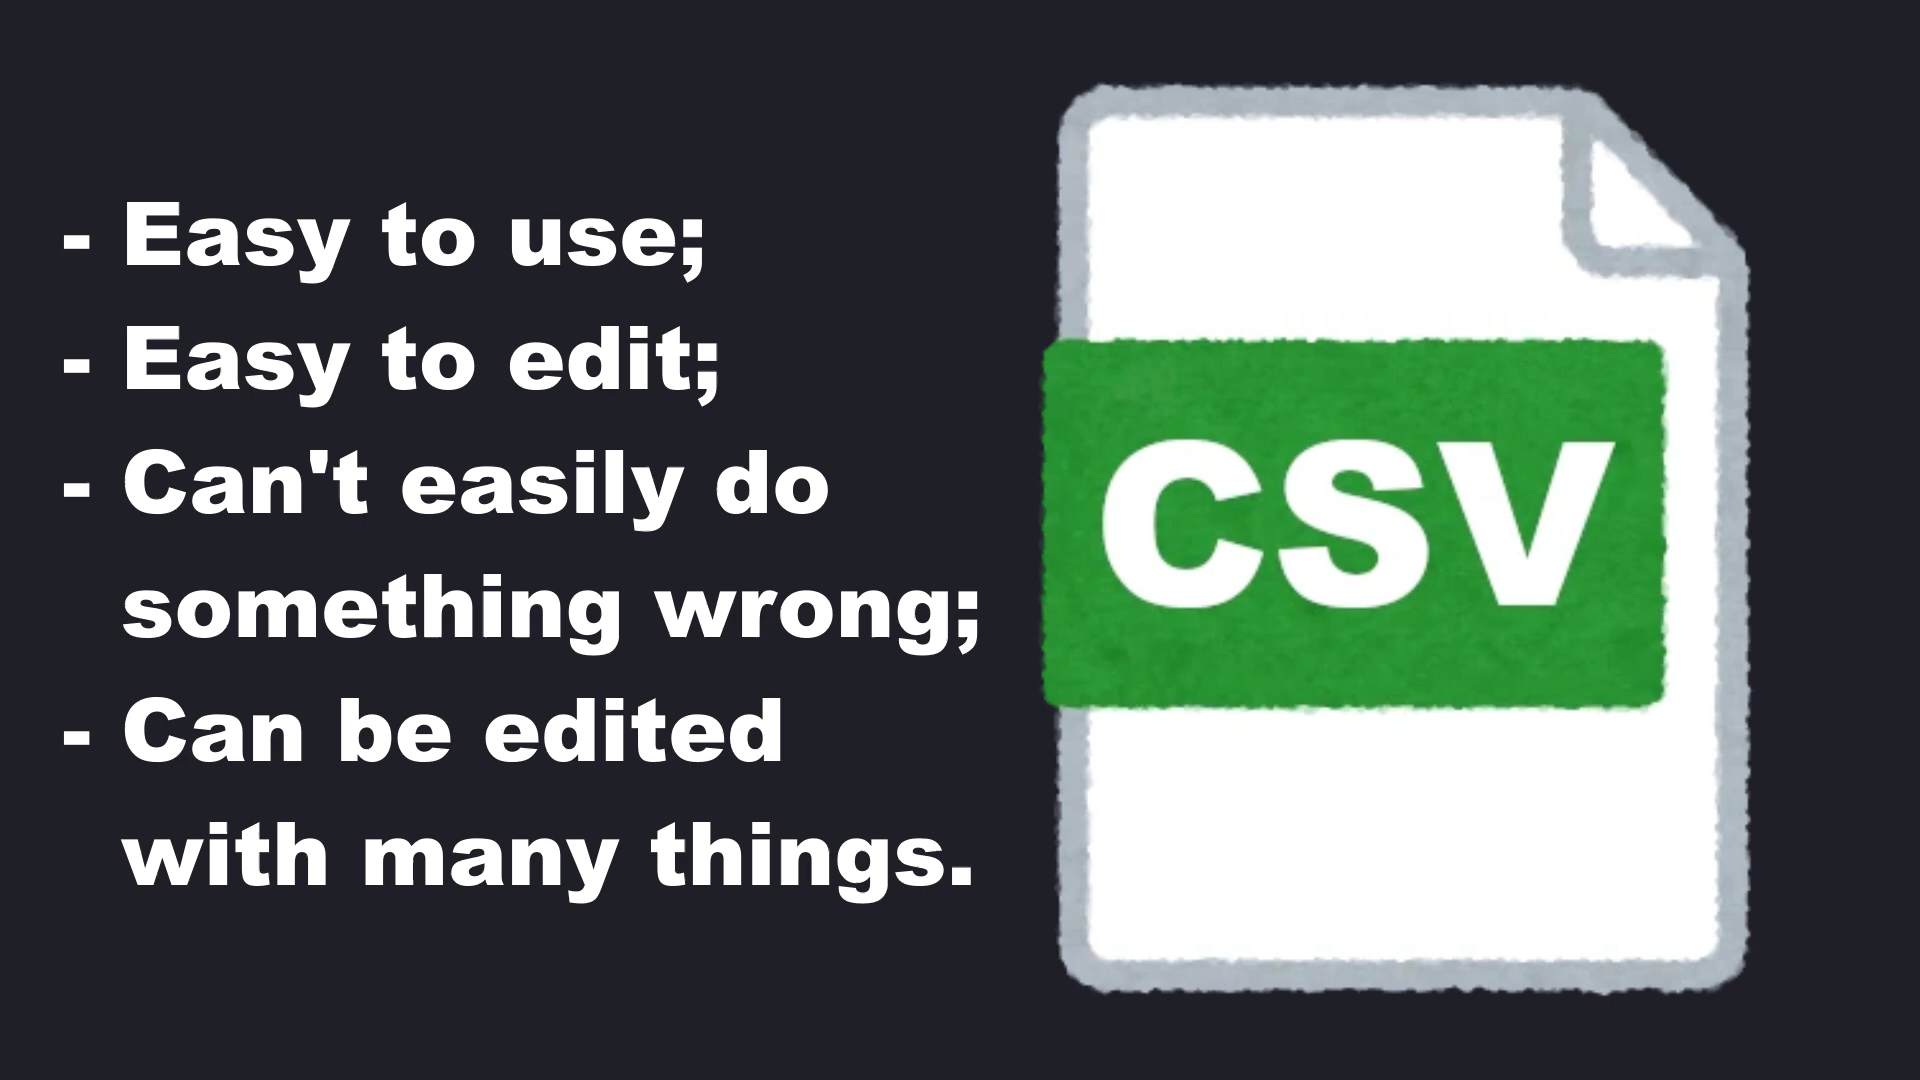 - Easy to use;
- Easy to edit;
- Can't easily do
something wrong;
- Can be edited
with many things.
CSV